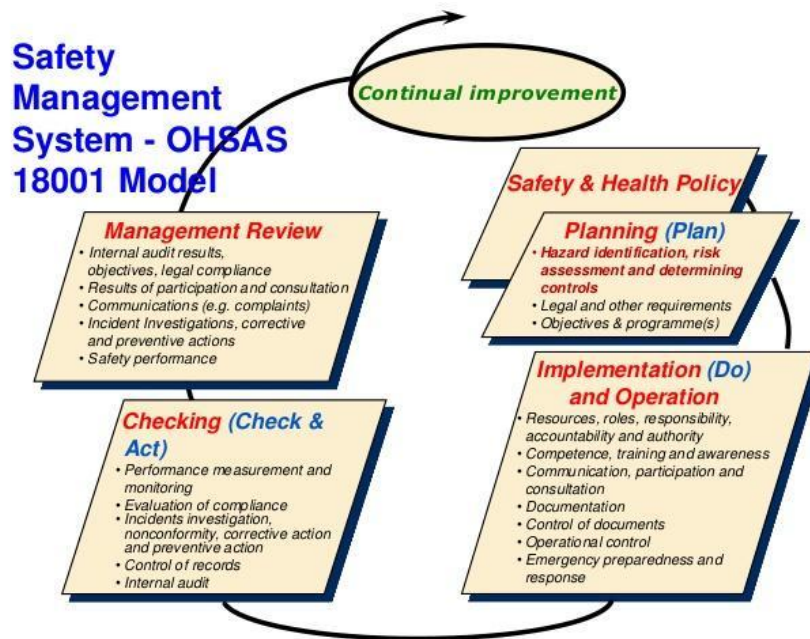 Safety
Management
System - OHSAS
18001 Model
Continual improvement
Safety & Health Policy
Planning (Plan)
• Hazard identification, risk
assessment and determining
controls
• Legal and other requirements
• Objectives & programme(s)
Implementation (Do)
and Operation
• Resources, roles, responsibility,
accountability and authority
• Competence, training and awareness
• Communication, participation and
consultation
• Documentation
• Control of documents
• Operational control
• Emergency preparedness and
response
Checking (Check &
Act)
• Performance measurement and
monitoring
• Evaluation of compliance
• Incidents investigation,
nonconformity, corrective action
and preventive action
• Control of records
• Internal audit
Management Review
• Internal audit results,
objectives, legal compliance
• Results of participation and consultation
• Communications (e.g. complaints)
• Incident Investigations, corrective
and preventive actions
• Safety performance